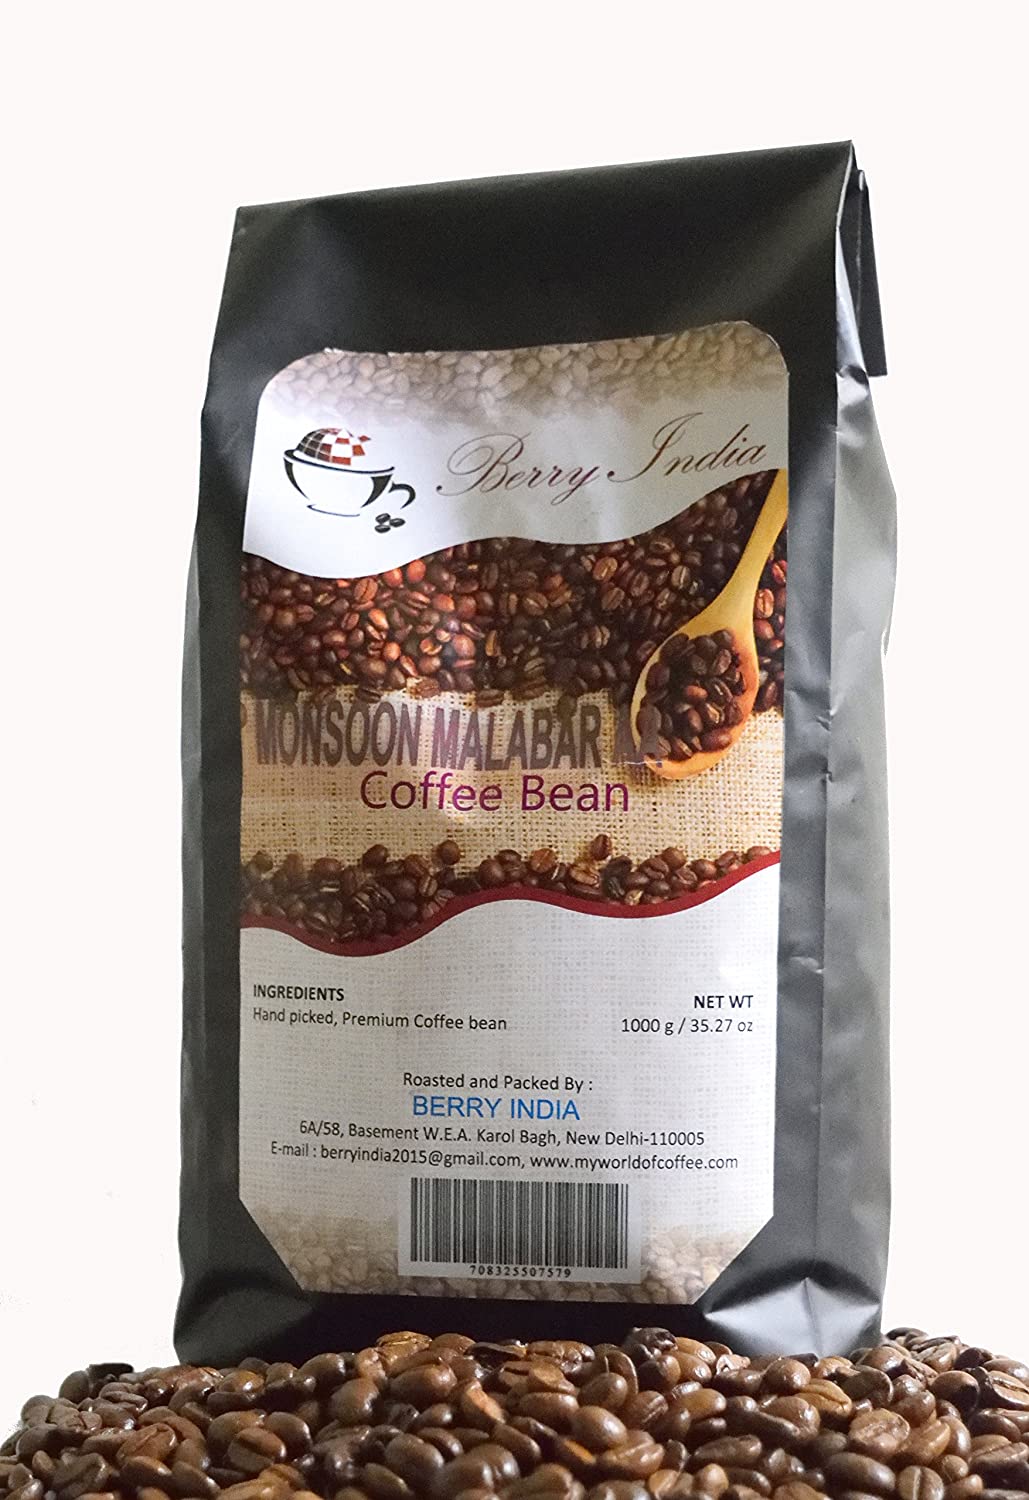 Berry India
MONSOON MALABAR AA
Coffee Bean
INGREDIENTS
Hand picked, Premium Coffee bean
NET WT
1000 g / 35.27 oz
Roasted and Packed By :
BERRY INDIA
6A/58, Basement W.E.A. Karol Bagh, New Delhi-110005
E-mail : berryindia2015@gmail.com, www.myworldofcoffee.com
708325507579